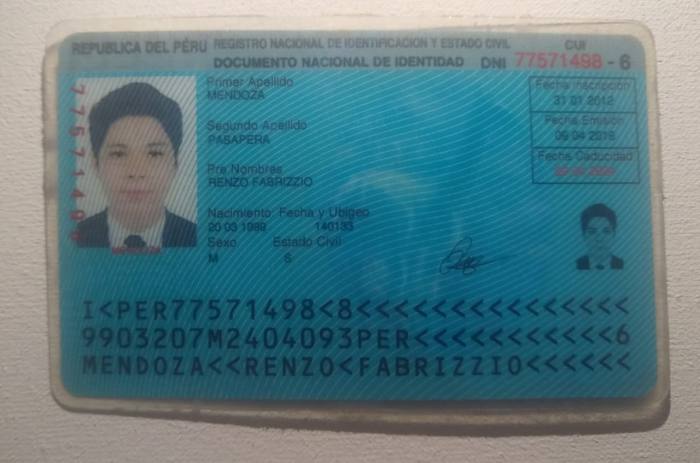 REPUBLICA DEL PERÚ REGISTRO NACIONAL DE IDENTIFICACION Y ESTADO CIVIL CUI
DOCUMENTO NACIONAL DE IDENTIDAD DNI 77571498 - 6
Primer Apellido
MENDOZA
Segundo Apellido
PASAPERA
Pre Nombres
RENZO FABRIZZIO
Nacimiento: Fecha y Ubigeo
20 03 1999 140133
Sexo Estado Civil
M S
Fecha Inscripción
31 01 2012
Fecha Emisión
09 04 2016
Fecha Caducidad
77571498
I<PER77571498<8<<<<<<<<<<<<<<<
9903207M2404093PER<<<<<<<<<<<6
MENDOZA<<RENZO<FABRIZZIO<<<<<<